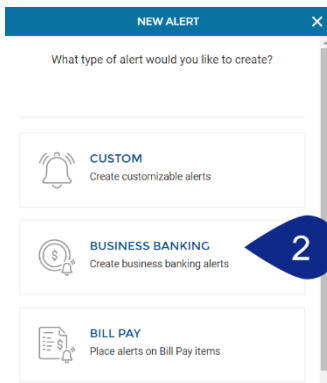 NEW ALERT
What type of alert would you like to create?
CUSTOM
Create customizable alerts
BUSINESS BANKING
Create business banking alerts
2
BILL PAY
Place alerts on Bill Pay items